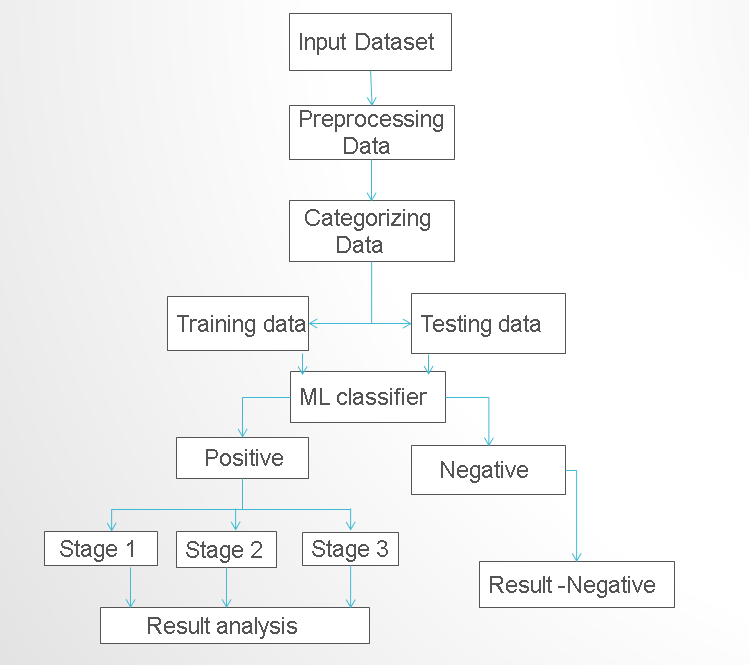 Input Dataset
Preprocessing
Data
Categorizing
Data
Training data
Testing data
ML classifier
Positive
Negative
Stage 1
Stage 2
Stage 3
Result -Negative
Result analysis